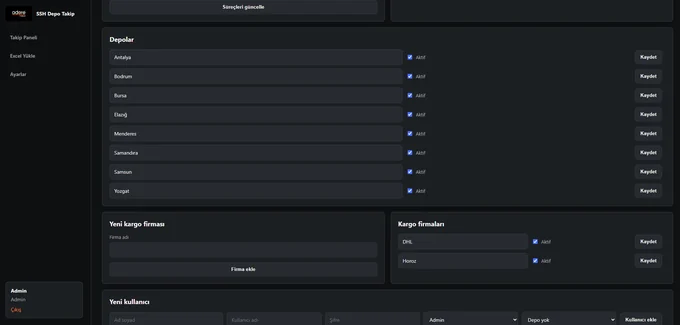 adore
SSH Depo Takip
Takip Paneli
Excel Yükle
Ayarlar
Admin
Admin
Çıkış
Süreçleri güncelle
Depolar
Antalya Aktif Kaydet
Bodrum Aktif Kaydet
Bursa Aktif Kaydet
Elazığ Aktif Kaydet
Menderes Aktif Kaydet
Samandıra Aktif Kaydet
Samsun Aktif Kaydet
Yozgat Aktif Kaydet
Yeni kargo firması
Firma adı
Firma ekle
Kargo firmaları
DHL Aktif Kaydet
Horoz Aktif Kaydet
Yeni kullanıcı
Ad soyad Kullanıcı adı Şifre Admin Depo yok Kullanıcı ekle